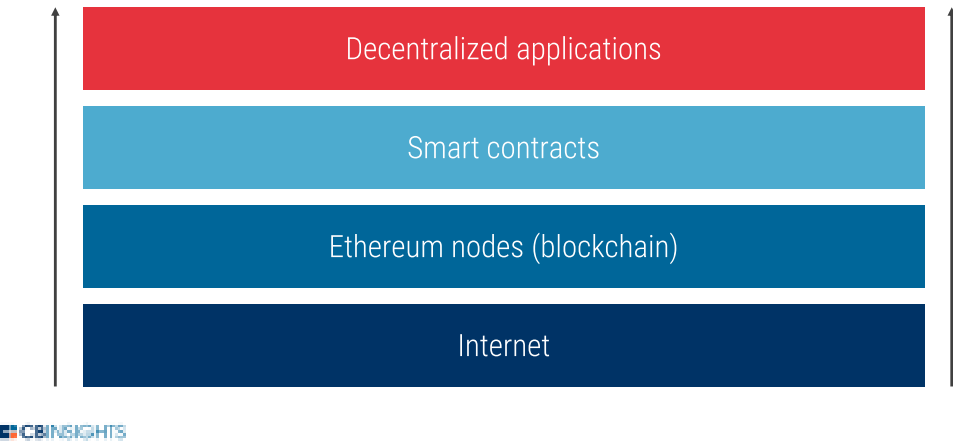 Decentralized applications
Smart contracts
Ethereum nodes (blockchain)
Internet
CBINSIGHTS